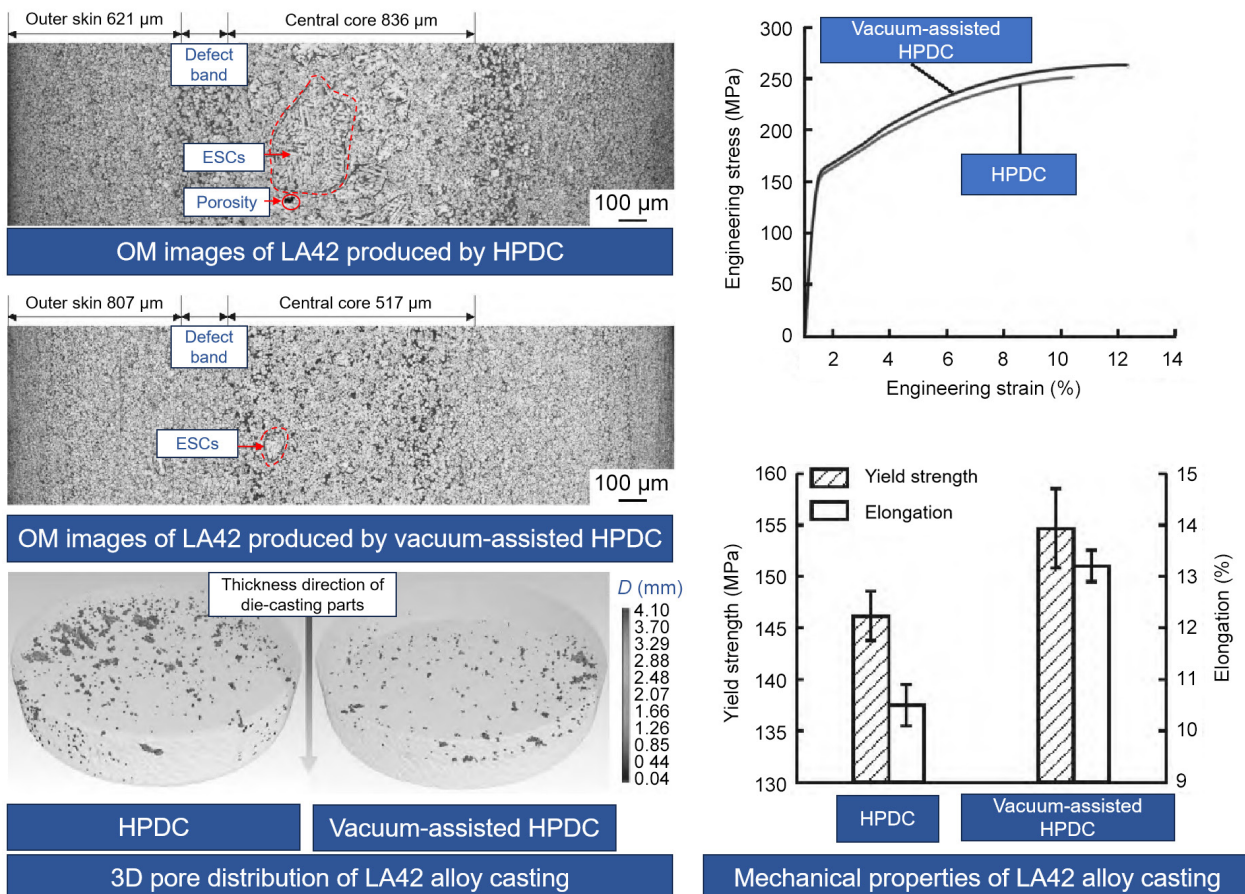 Outer skin 621 µm
Central core 836 µm
Defect
band
ESCs
Porosity
100 µm
OM images of LA42 produced by HPDC
Outer skin 807 µm
Central core 517 µm
Defect
band
ESCs
100 µm
OM images of LA42 produced by vacuum-assisted HPDC
Thickness direction of
die-casting parts
D (mm)
4.10
3.70
3.29
2.88
2.48
2.07
1.66
1.26
0.85
0 44
0.04
HPDC
Vacuum-assisted HPDC
3D pore distribution of LA42 alloy casting
Engineering stress (MPa)
300
250
200
150
100
50
0
Vacuum-assisted
HPDC
HPDC
2 4 6 8 10 12 14
Engineering strain (%)
Yield strength (MPa)
160
155
150
145
140
135
130
Yield strength
Elongation
15
14
13
12
11
10
9
Elongation (%)
HPDC
Vacuum-assisted
HPDC
Mechanical properties of LA42 alloy casting